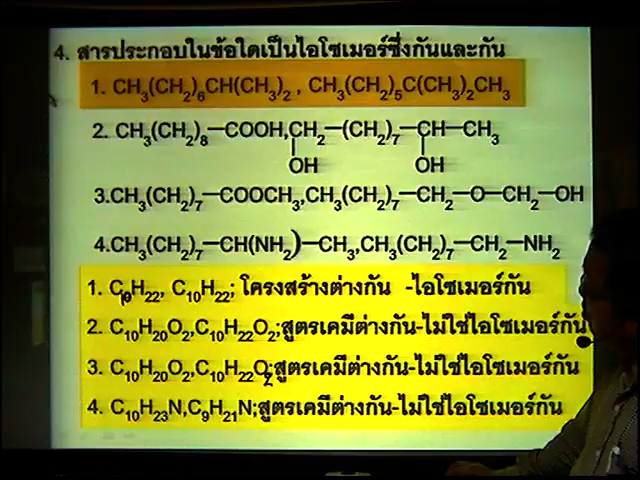 4. สารประกอบในข้อใดเป็นไอโซเมอร์ซึ่งกันและกัน
1. CH₃(CH₂)₆CH(CH₃)₂ , CH₃(CH₂)₅C(CH₃)₂CH₃
2. CH₃(CH₂)₈—COOH,CH₂—(CH₂)₇—CH—CH₃
OH OH
3.CH₃(CH₂)₇—COOCH₃,CH₃(CH₂)₇—CH₂—O—CH₂—OH
4.CH₃(CH₂)₇—CH(NH₂)—CH₃,CH₃(CH₂)₇—CH₂—NH₂
1. C₁₀H₂₂, C₁₀H₂₂; โครงสร้างต่างกัน -ไอโซเมอร์กัน
2. C₁₀H₂₀O₂,C₁₀H₂₂O₂;สูตรเคมีต่างกัน-ไม่ใช่ไอโซเมอร์กัน
3. C₁₀H₂₀O₂,C₁₀H₂₂O₂;สูตรเคมีต่างกัน-ไม่ใช่ไอโซเมอร์กัน
4. C₁₀H₂₃N,C₉H₂₁N;สูตรเคมีต่างกัน-ไม่ใช่ไอโซเมอร์กัน